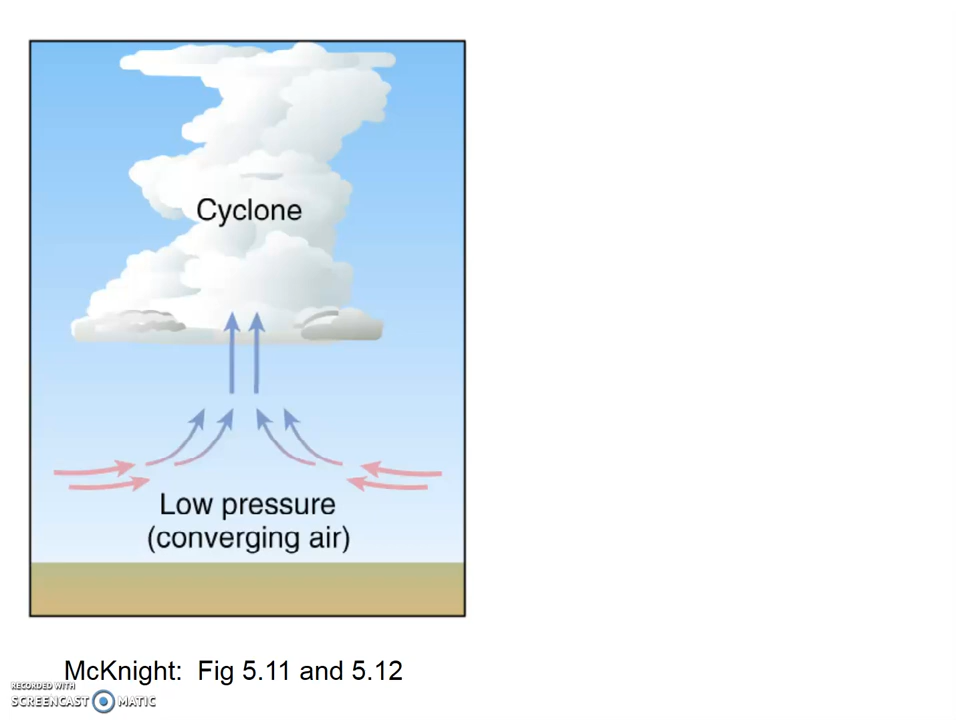 Cyclone
Low pressure
(converging air)
McKnight:  Fig 5.11 and 5.12
RECORDED WITH
SCREENCAST MATIC